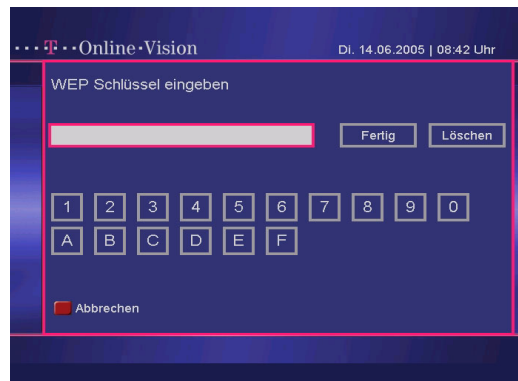 ···T··Online·Vision
Di. 14.06.2005 | 08:42 Uhr
WEP Schlüssel eingeben
Fertig Löschen
1 2 3 4 5 6 7 8 9 0
A B C D E F
Abbrechen